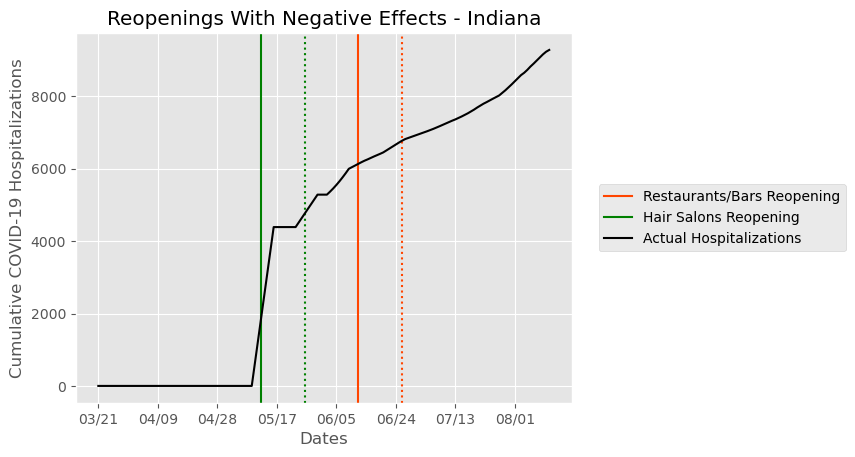 Reopenings With Negative Effects - Indiana
Cumulative COVID-19 Hospitalizations
8000
6000
4000
2000
0
03/21 04/09 04/28 05/17 06/05 06/24 07/13 08/01
Dates
Restaurants/Bars Reopening
Hair Salons Reopening
Actual Hospitalizations